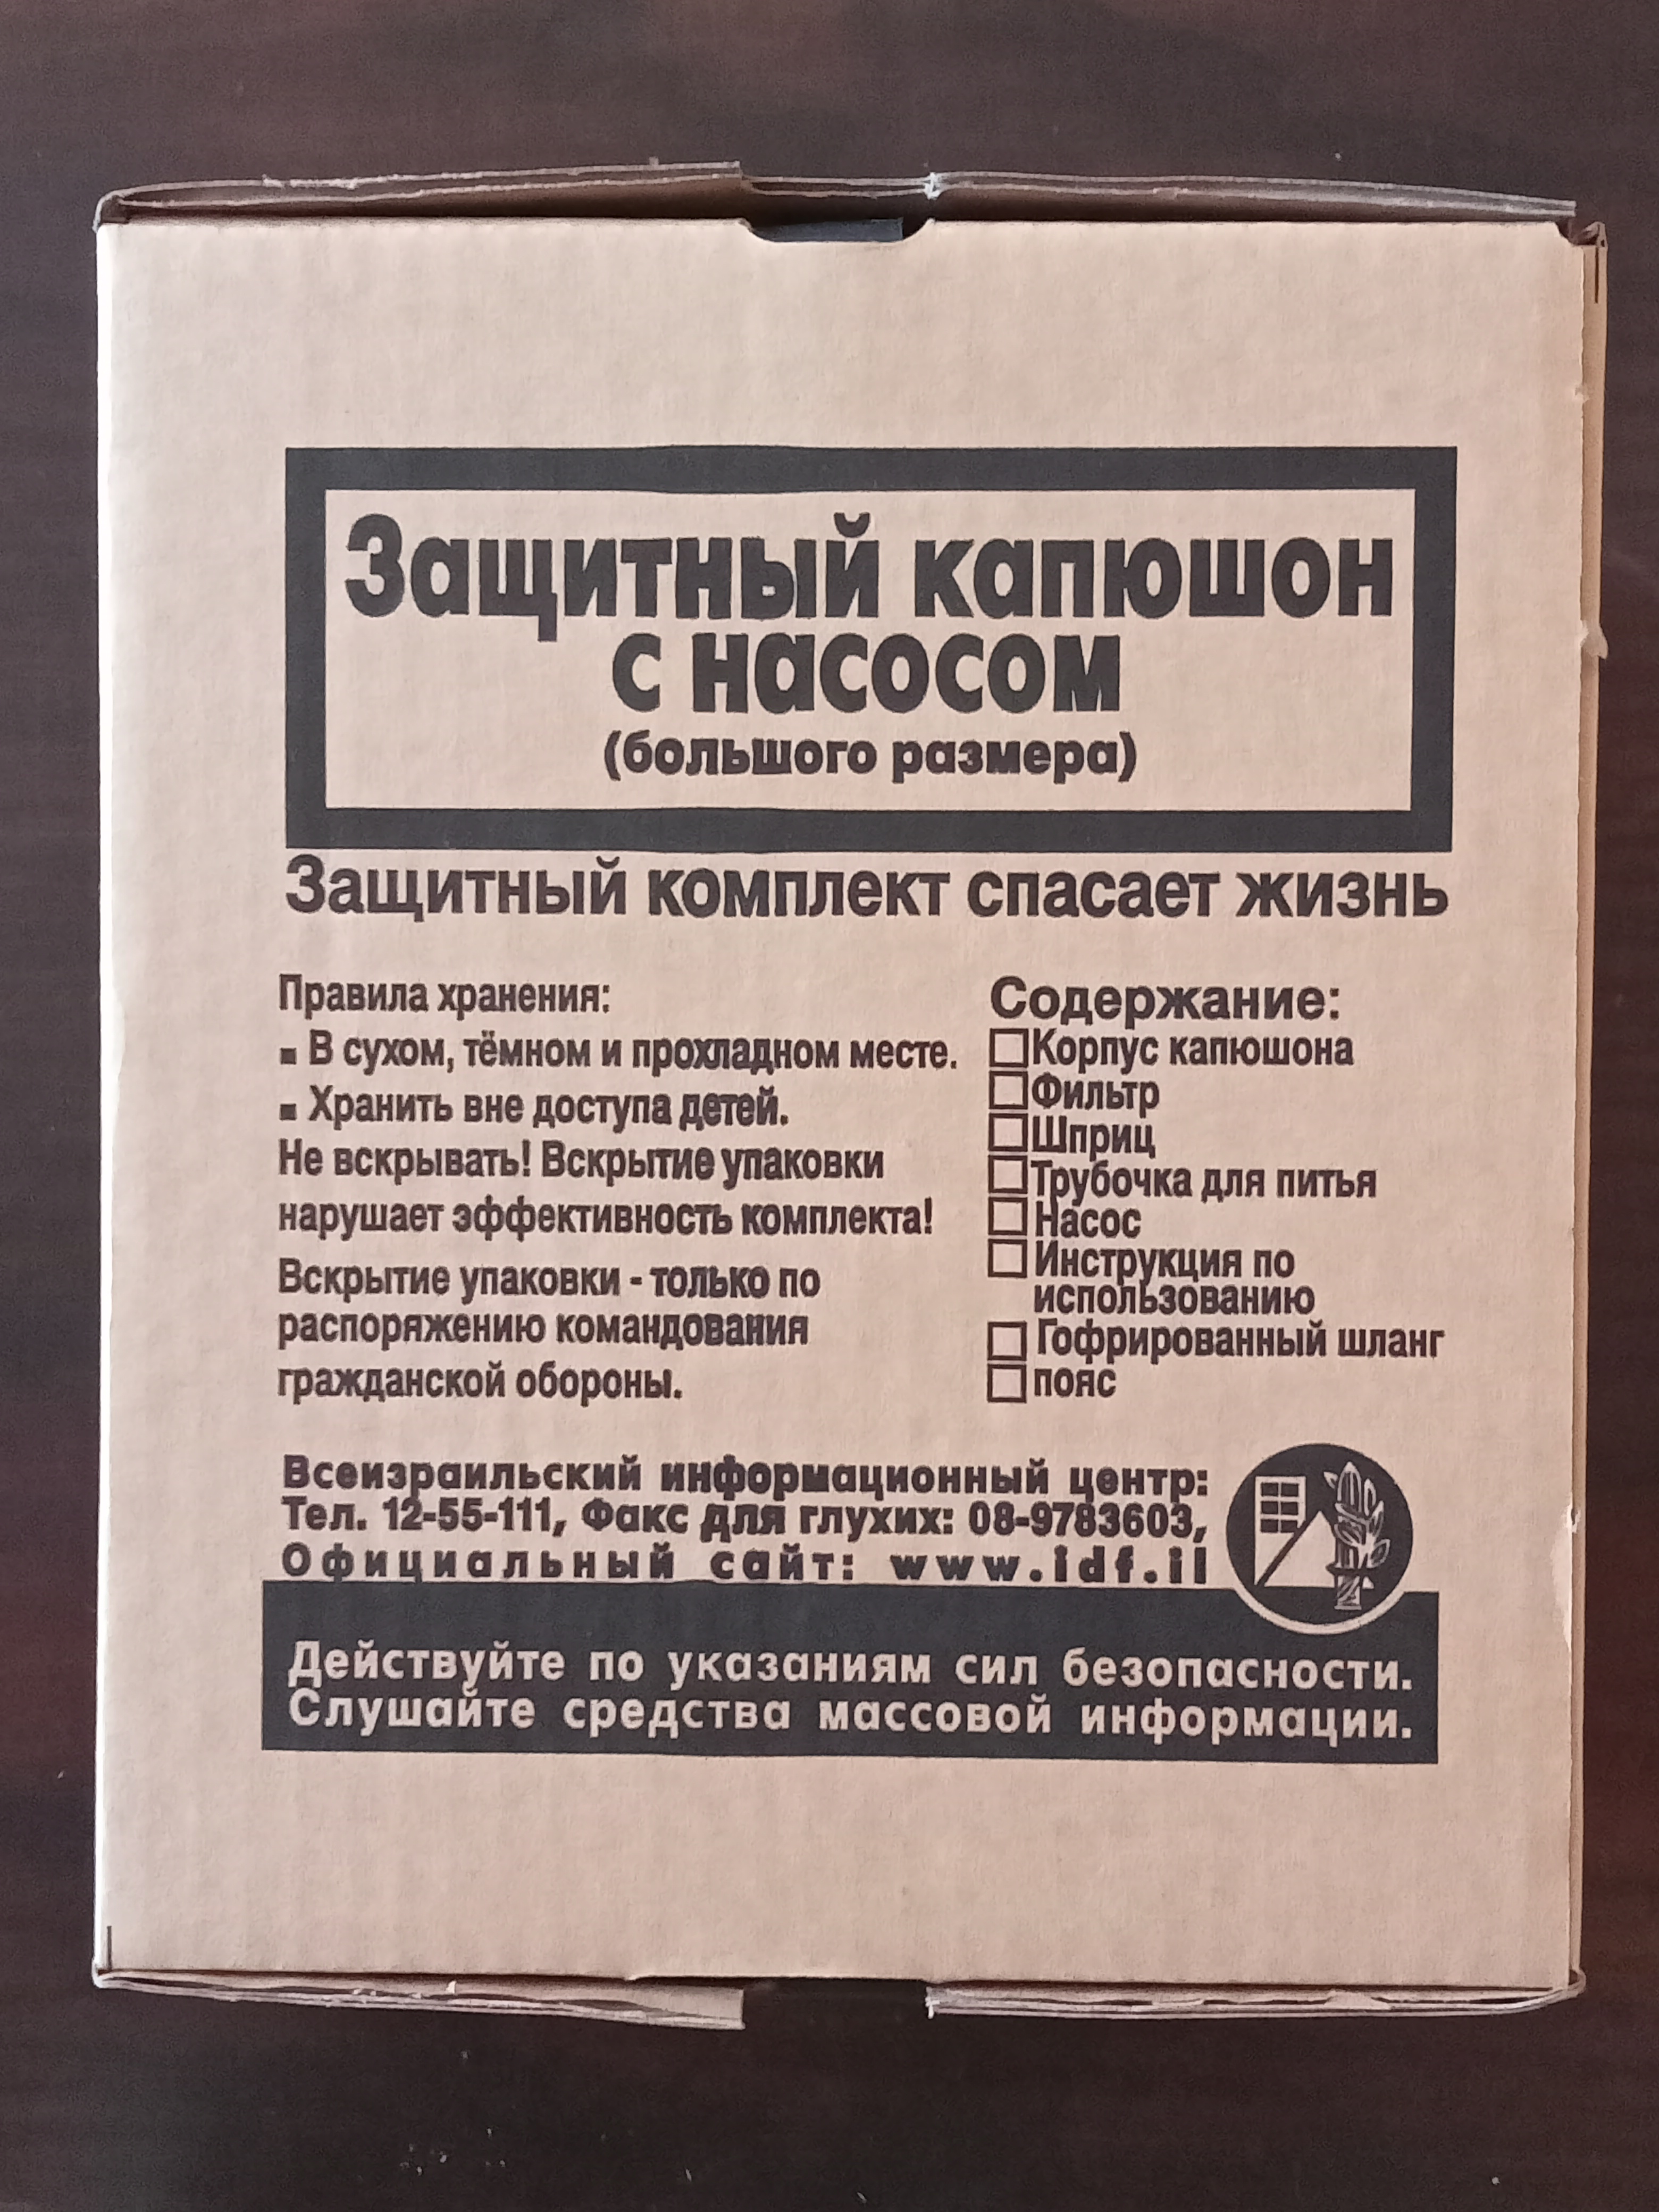 Защитный капюшон
с насосом
(большого размера)
Защитный комплект спасает жизнь
Правила хранения:
▪ В сухом, тёмном и прохладном месте.
▪ Хранить вне доступа детей.
Не вскрывать! Вскрытие упаковки
нарушает эффективность комплекта!
Вскрытие упаковки - только по
распоряжению командования
гражданской обороны.
Содержание:
□ Корпус капюшона
□ Фильтр
□ Шприц
□ Трубочка для питья
□ Насос
□ Инструкция по
использованию
□ Гофрированный шланг
□ пояс
Всеизраильский информационный центр:
Тел. 12-55-111, Факс для глухих: 08-9783603,
Официальный сайт: www.idf.il
Действуйте по указаниям сил безопасности.
Слушайте средства массовой информации.